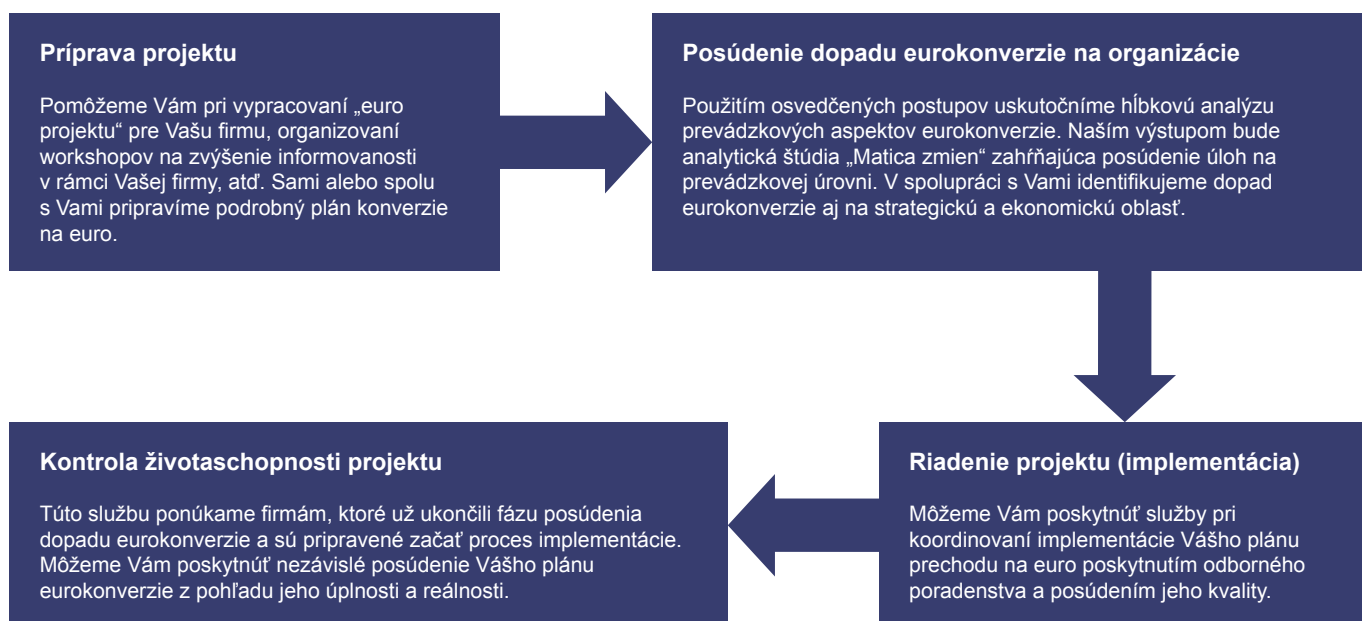 Príprava projektu
Pomôžeme Vám pri vypracovaní „euro
projektu“ pre Vašu firmu, organizovaní
workshopov na zvýšenie informovanosti
v rámci Vašej firmy, atď. Sami alebo spolu
s Vami pripravíme podrobný plán konverzie
na euro.
Posúdenie dopadu eurokonverzie na organizácie
Použitím osvedčených postupov uskutočníme hĺbkovú analýzu
prevádzkových aspektov eurokonverzie. Naším výstupom bude
analytická štúdia „Matica zmien“ zahŕňajúca posúdenie úloh na
prevádzkovej úrovni. V spolupráci s Vami identifikujeme dopad
eurokonverzie aj na strategickú a ekonomickú oblasť.
Riadenie projektu (implementácia)
Môžeme Vám poskytnúť služby pri
koordinovaní implementácie Vášho plánu
prechodu na euro poskytnutím odborného
poradenstva a posúdením jeho kvality.
Kontrola životaschopnosti projektu
Túto službu ponúkame firmám, ktoré už ukončili fázu posúdenia
dopadu eurokonverzie a sú pripravené začať proces implementácie.
Môžeme Vám poskytnúť nezávislé posúdenie Vášho plánu
eurokonverzie z pohľadu jeho úplnosti a reálnosti.